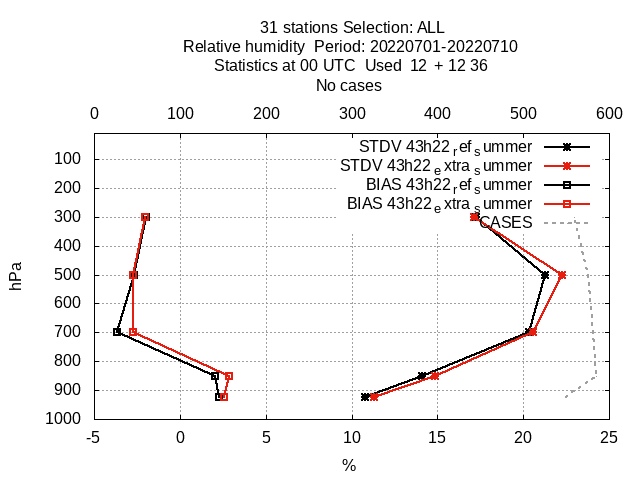 31 stations Selection: ALL
Relative humidity  Period: 20220701-20220710
Statistics at 00 UTC  Used  12 + 12 36
No cases
0 100 200 300 400 500 600
STDV 43h22_ref_summer
STDV 43h22_extra_summer
BIAS 43h22_ref_summer
BIAS 43h22_extra_summer
CASES
hPa
100
200
300
400
500
600
700
800
900
1000
-5 0 5 10 15 20 25
%